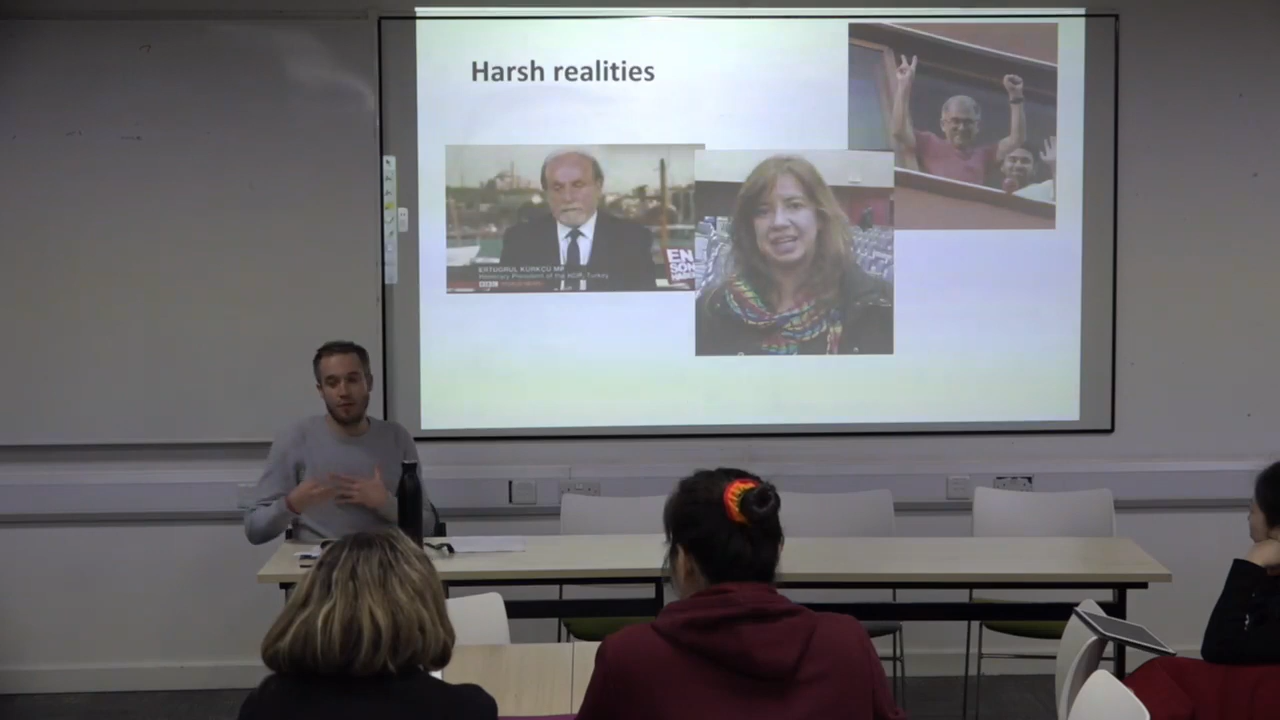 Harsh realities
ERTUGRUL KURKCU MP
Honorary President of the HDP, Turkey
EN
SON